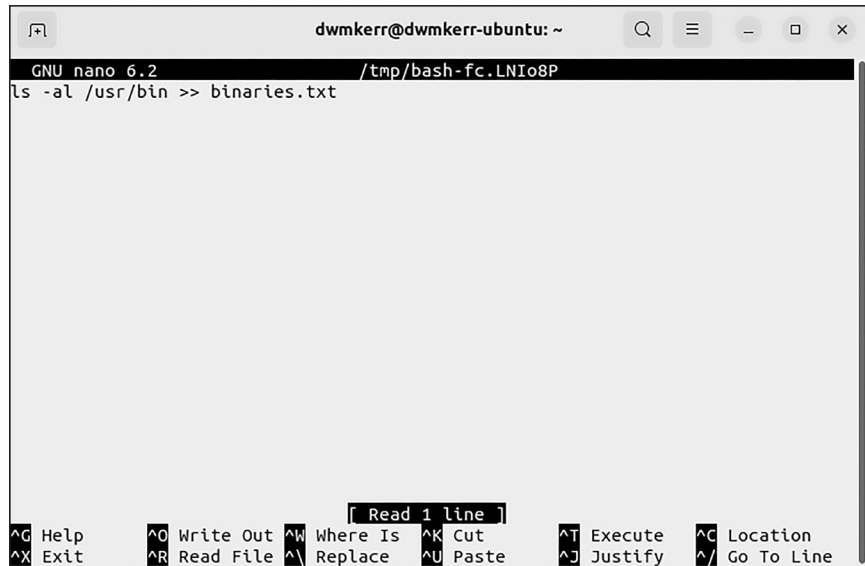 dwmkerr@dwmkerr-ubuntu: ~
GNU nano 6.2 /tmp/bash-fc.LNIo8P
ls -al /usr/bin >> binaries.txt
[ Read 1 line ]
^G Help ^O Write Out ^W Where Is ^K Cut ^T Execute ^C Location
^X Exit ^R Read File ^\ Replace ^U Paste ^J Justify ^/ Go To Line